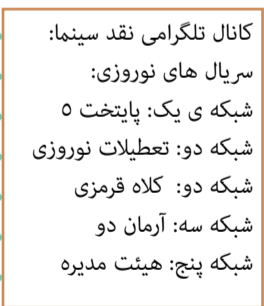 کانال تلگرامی نقد سینما:
سریال های نوروزی:
شبکه ی یک: پایتخت ۵
شبکه دو: تعطیلات نوروزی
شبکه دو: کلاه قرمزی
شبکه سه: آرمان دو
شبکه پنج: هیئت مدیره